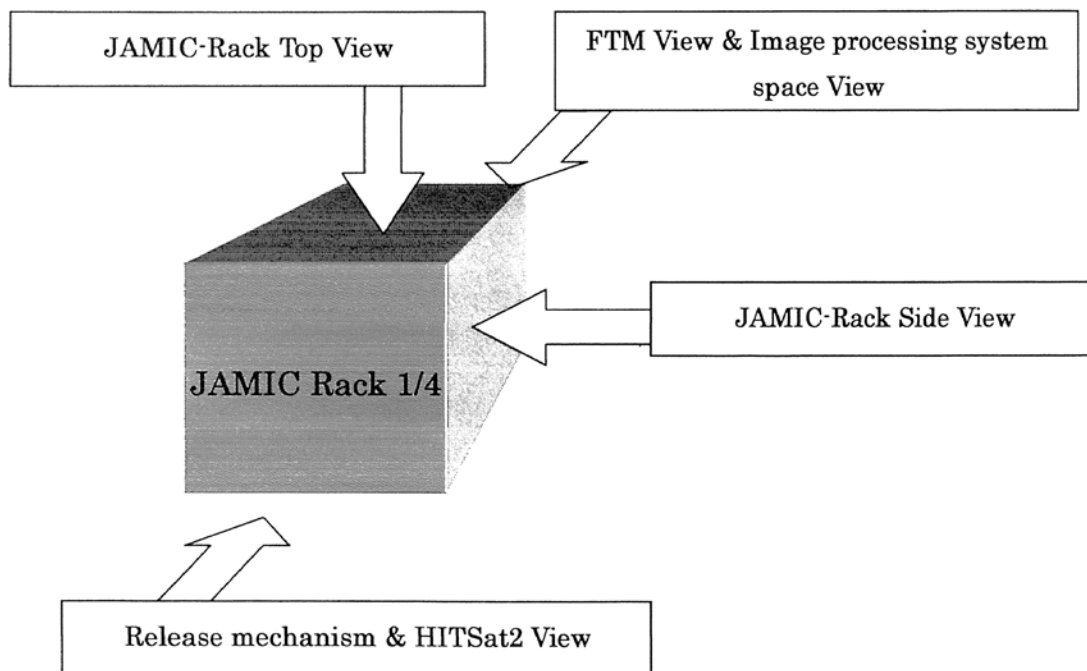 JAMIC-Rack Top View
FTM View & Image processing system
space View
JAMIC-Rack Side View
JAMIC Rack 1/4
Release mechanism & HITSat2 View